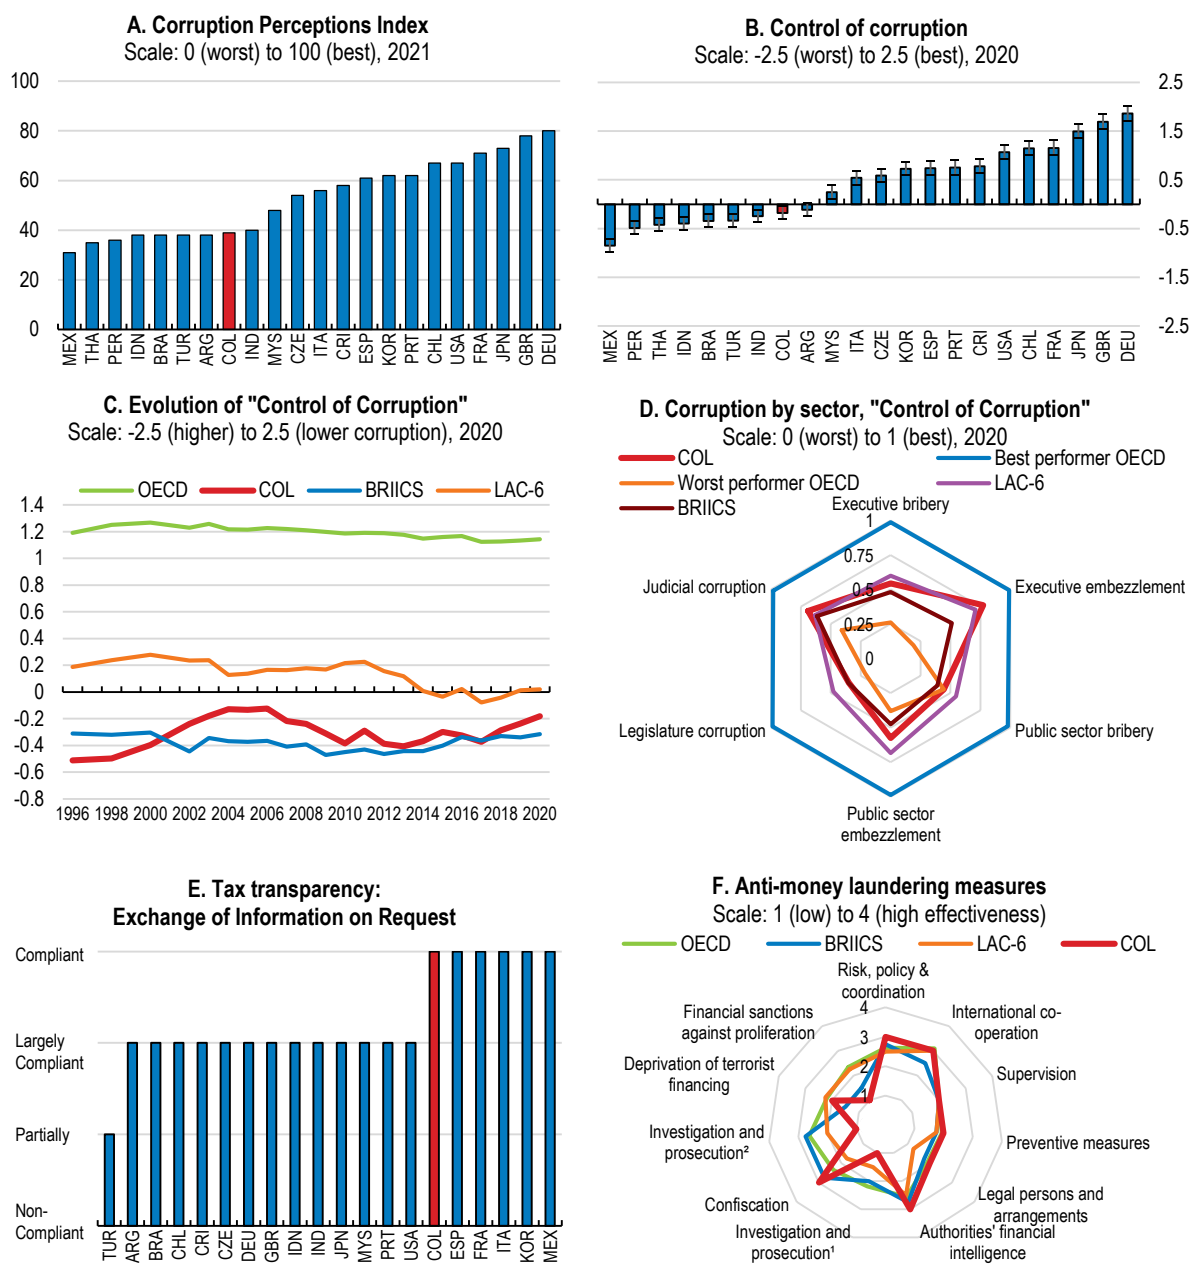 A. Corruption Perceptions Index
Scale: 0 (worst) to 100 (best), 2021
100
80
60
40
20
0
MEX THA PER IDN BRA TUR ARG COL IND MYS CZE ITA CRI ESP KOR PRT CHL USA FRA JPN GBR DEU
B. Control of corruption
Scale: -2.5 (worst) to 2.5 (best), 2020
2.5
1.5
0.5
-0.5
-1.5
-2.5
MEX PER THA IDN BRA TUR IND COL ARG MYS ITA CZE KOR ESP PRT CRI USA CHL FRA JPN GBR DEU
C. Evolution of "Control of Corruption"
Scale: -2.5 (higher) to 2.5 (lower corruption), 2020
OECD COL BRIICS LAC-6
1.4
1.2
1
0.8
0.6
0.4
0.2
0
-0.2
-0.4
-0.6
-0.8
1996 1998 2000 2002 2004 2006 2008 2010 2012 2014 2016 2018 2020
D. Corruption by sector, "Control of Corruption"
Scale: 0 (worst) to 1 (best), 2020
COL Best performer OECD
Worst performer OECD LAC-6
BRIICS
Executive bribery
1
0.75
0.5
0.25
0
Judicial corruption
Executive embezzlement
Legislature corruption
Public sector bribery
Public sector
embezzlement
E. Tax transparency:
Exchange of Information on Request
Compliant
Largely
Compliant
Partially
Non-
Compliant
TUR ARG BRA CHL CRI CZE DEU GBR IDN IND JPN MYS PRT USA COL ESP FRA ITA KOR MEX
F. Anti-money laundering measures
Scale: 1 (low) to 4 (high effectiveness)
OECD BRIICS LAC-6 COL
Risk, policy &
coordination
4
3
2
1
International co-
operation
Supervision
Preventive measures
Legal persons and
arrangements
Authorities' financial
intelligence
Investigation and
prosecution¹
Confiscation
Investigation and
prosecution²
Deprivation of terrorist
financing
Financial sanctions
against proliferation